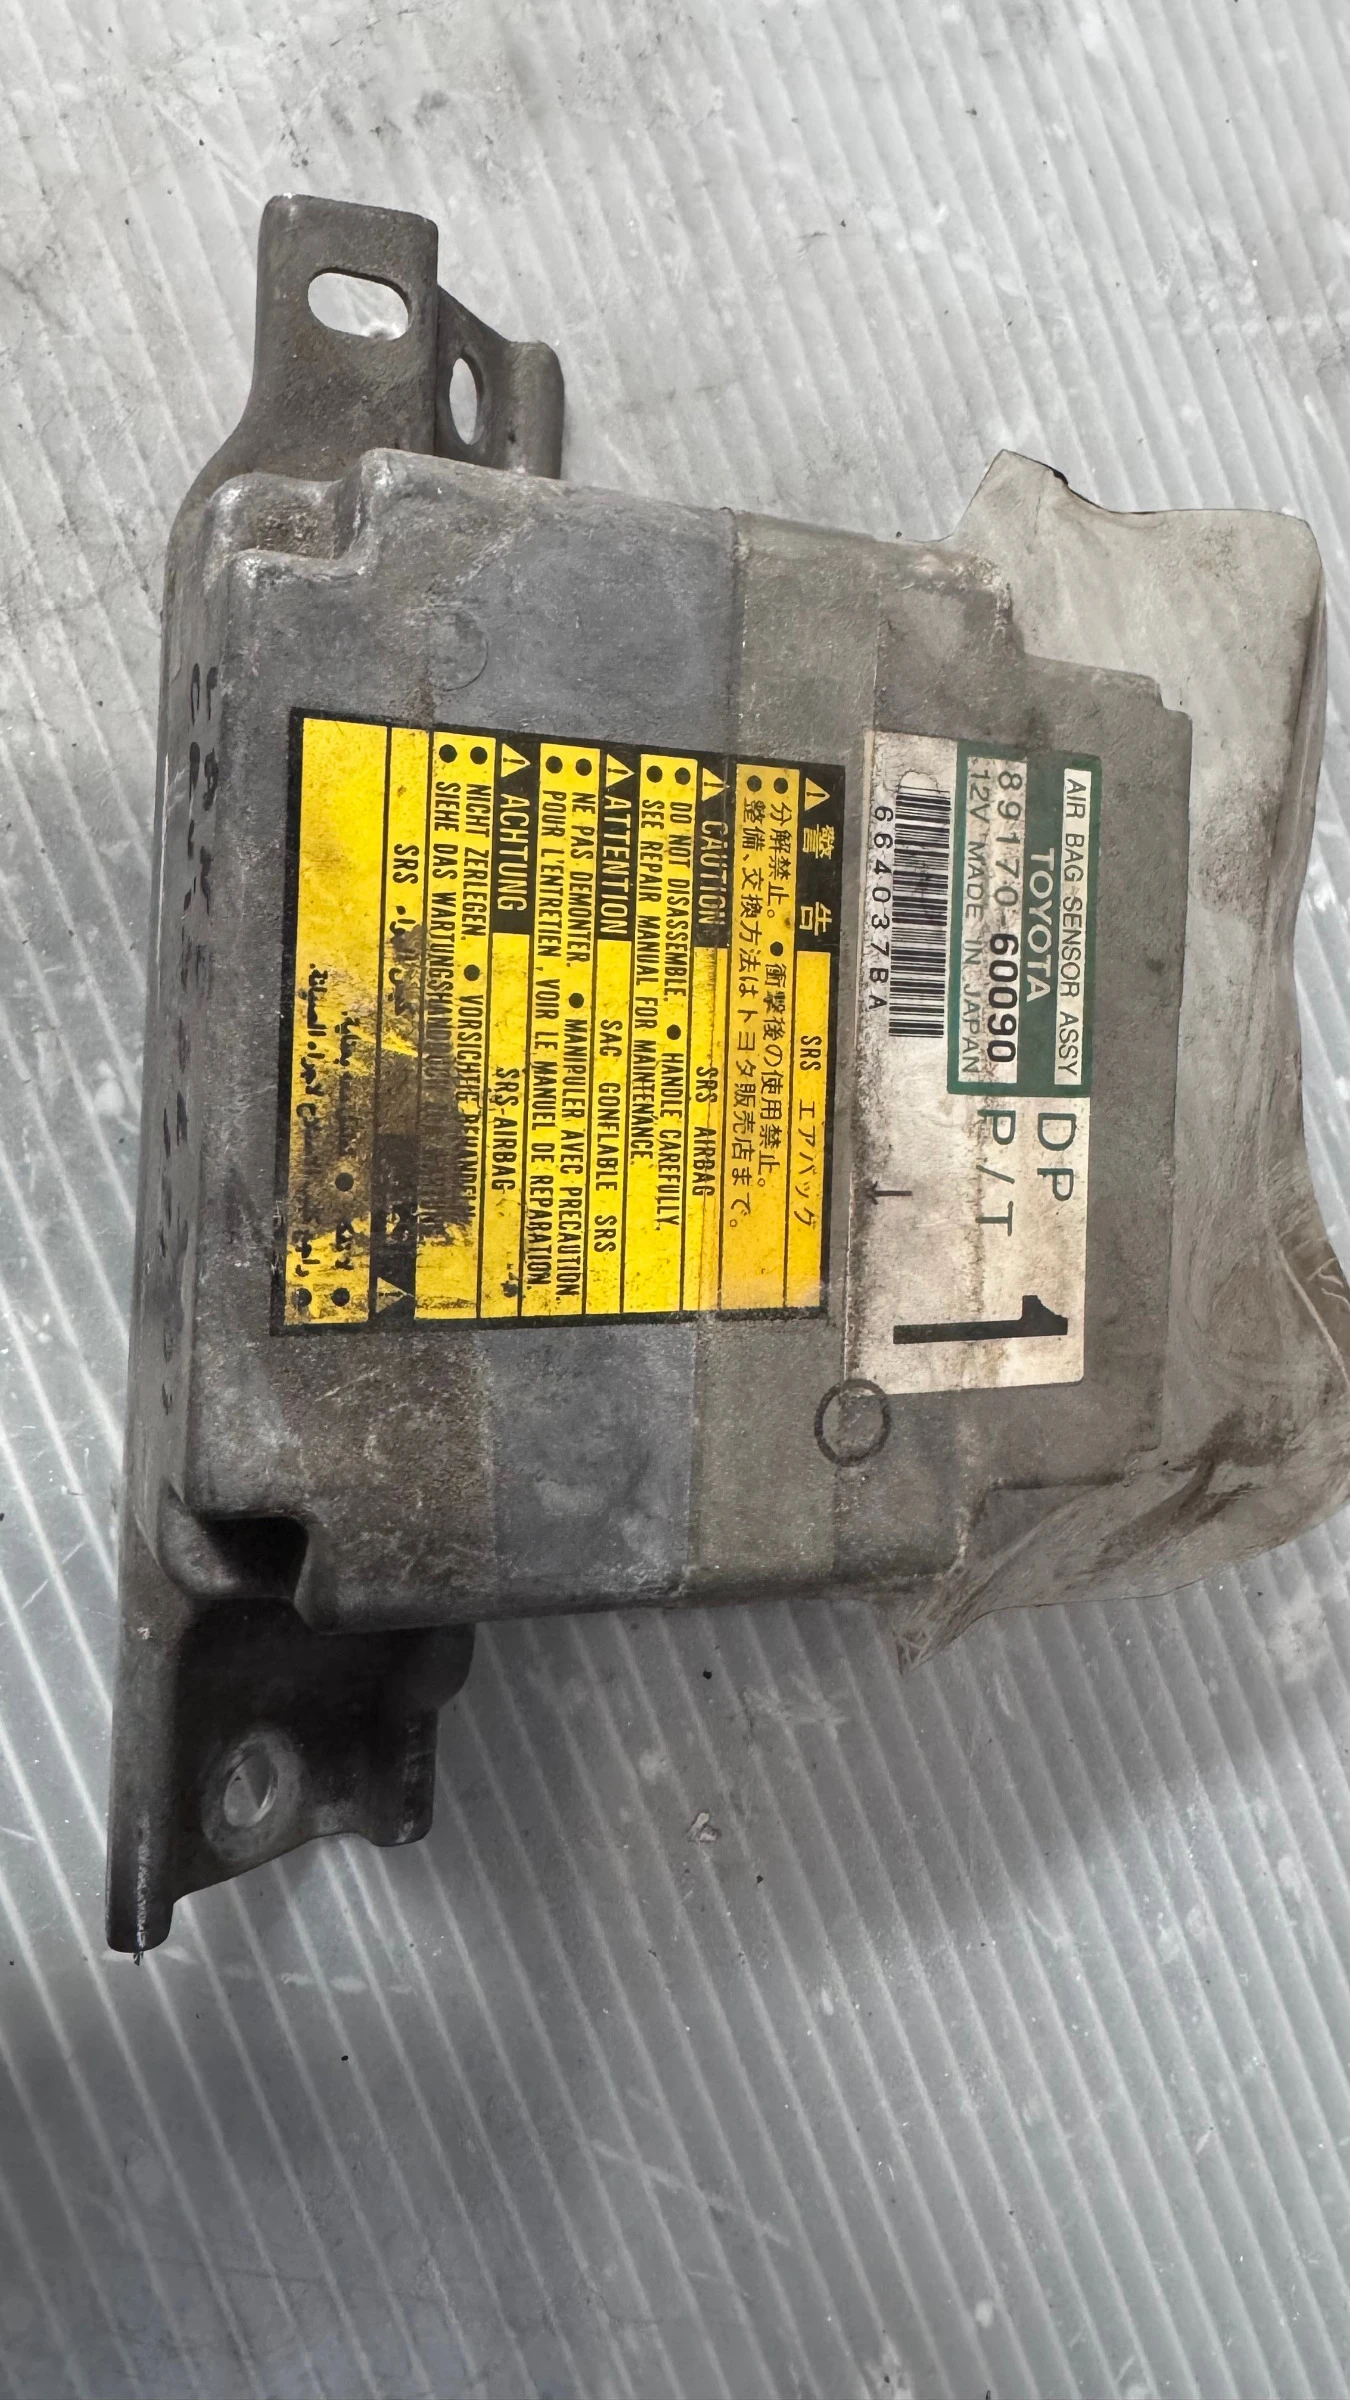 AIR BAG SENSOR ASSY
TOYOTA
89170-60090
12V MADE IN JAPAN
DP
P/T
1
664037BA
⚠警告 SRS エアバッグ
●分解禁止。●衝撃後の使用禁止。
●整備、交換方法はトヨタ販売店まで。
⚠CAUTION SRS AIRBAG
●DO NOT DISASSEMBLE. ●HANDLE CAREFULLY.
●SEE REPAIR MANUAL FOR MAINTENANCE.
⚠ATTENTION SAC GONFLABLE SRS
●NE PAS DEMONTER. ●MANIPULER AVEC PRECAUTION.
●POUR L'ENTRETIEN, VOIR LE MANUEL DE REPARATION.
⚠ACHTUNG SRS-AIRBAG
●NICHT ZERLEGEN. ●VORSICHTIG BEHANDELN.
●SIEHE DAS WARTUNGSHANDBUCH
SRS